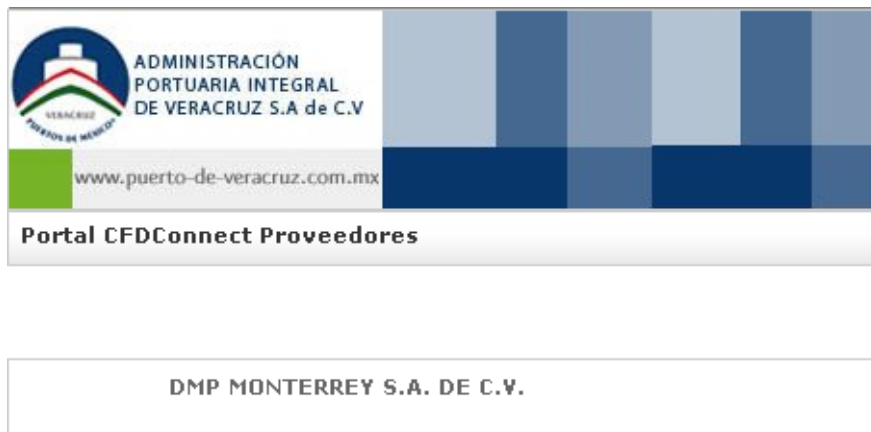 ADMINISTRACIÓN
PORTUARIA INTEGRAL
DE VERACRUZ S.A de C.V
VERACRUZ
PUERTOS DE MEXICO
www.puerto-de-veracruz.com.mx
Portal CFDConnect Proveedores
DMP MONTERREY S.A. DE C.V.